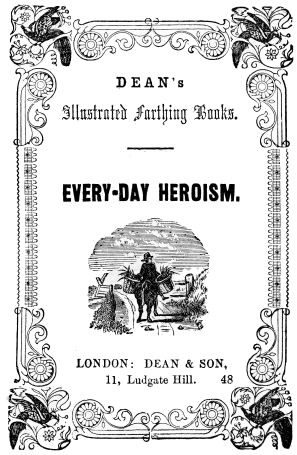 DEAN's
Illustrated Farthing Books.
EVERY-DAY HEROISM.
LONDON: DEAN & SON,
11, Ludgate Hill. 48